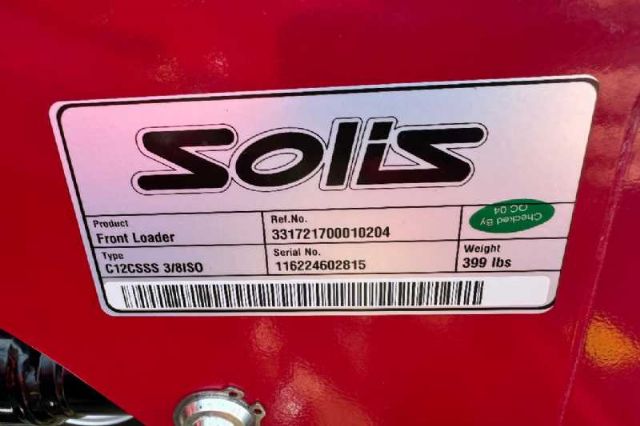 Solis
Product
Front Loader
Ref.No.
331721700010204
Checked By
QC 04
Type
C12CSSS 3/8ISO
Serial No.
116224602815
Weight
399 lbs